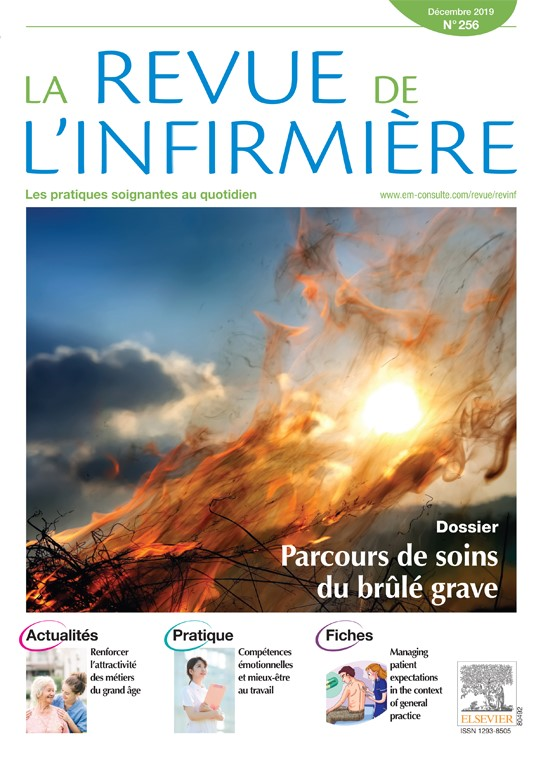 Décembre 2019
N° 256
LA REVUE DE
L'INFIRMIÈRE
Les pratiques soignantes au quotidien
www.em-consulte.com/revue/revinf
Dossier
Parcours de soins
du brûlé grave
Actualités
Renforcer
l'attractivité
des métiers
du grand âge
Pratique
Compétences
émotionnelles
et mieux-être
au travail
Fiches
Managing
patient
expectations
in the context
of general
practice
ELSEVIER
ISSN 1293-8505
80492